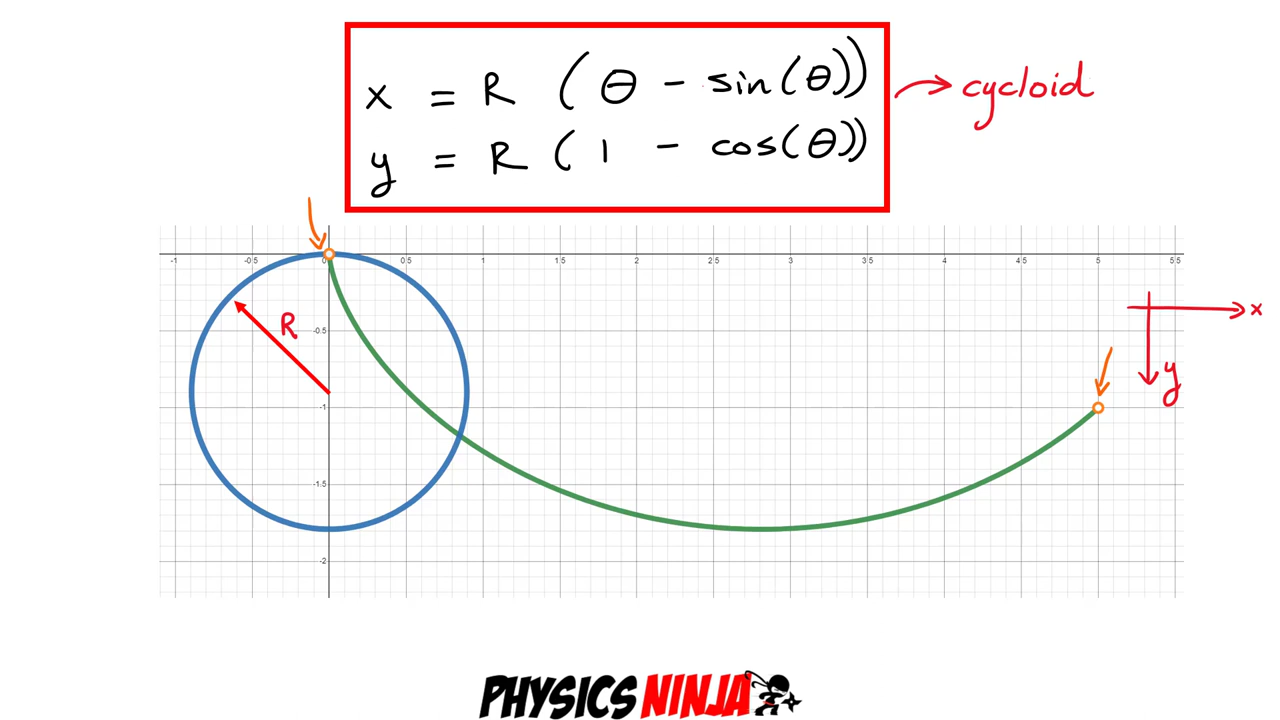 x = R (θ - sin(θ))
y = R (1 - cos(θ))
cycloid
-1 -0.5 0 0.5 1 1.5 2 2.5 3 3.5 4 4.5 5 5.5
R
-0.5
x
y
-1
-1.5
-2
PHYSICS NINJA